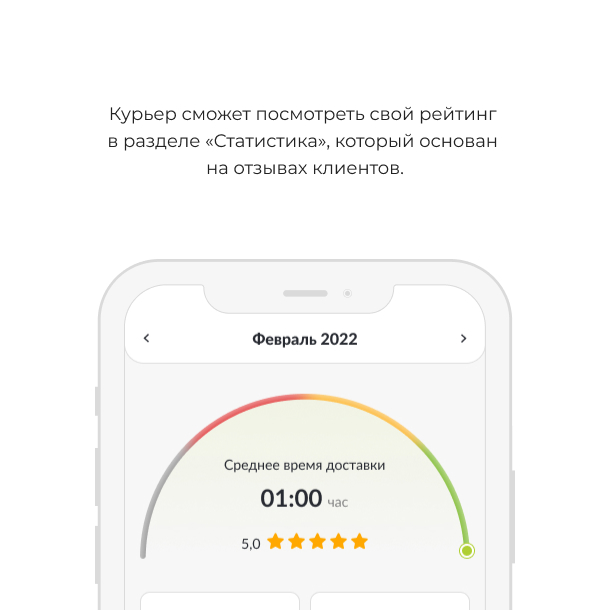 Курьер сможет посмотреть свой рейтинг
в разделе «Статистика», который основан
на отзывах клиентов.
Февраль 2022
Среднее время доставки
01:00 час
5,0